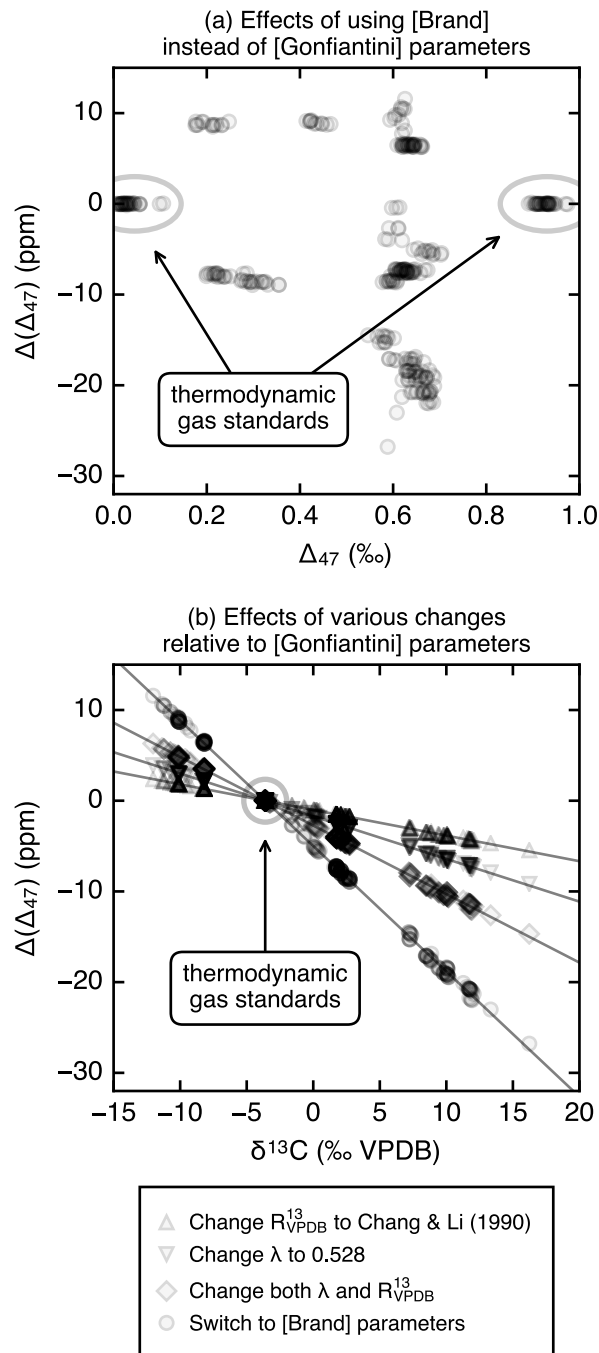 (a) Effects of using [Brand]
instead of [Gonfiantini] parameters
10
0
−10
−20
−30
Δ(Δ₄₇) (ppm)
thermodynamic
gas standards
0.0 0.2 0.4 0.6 0.8 1.0
Δ₄₇ (‰)
(b) Effects of various changes
relative to [Gonfiantini] parameters
10
0
−10
−20
−30
Δ(Δ₄₇) (ppm)
thermodynamic
gas standards
−15 −10 −5 0 5 10 15 20
δ¹³C (‰ VPDB)
Change R¹³VPDB to Chang & Li (1990)
Change λ to 0.528
Change both λ and R¹³VPDB
Switch to [Brand] parameters